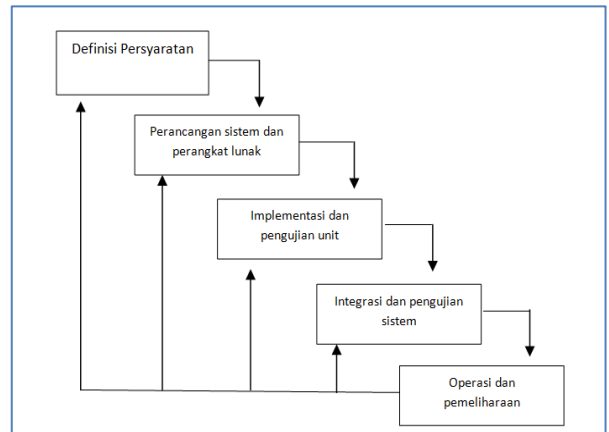 Definisi Persyaratan
Perancangan sistem dan
perangkat lunak
Implementasi dan
pengujian unit
Integrasi dan pengujian
sistem
Operasi dan
pemeliharaan